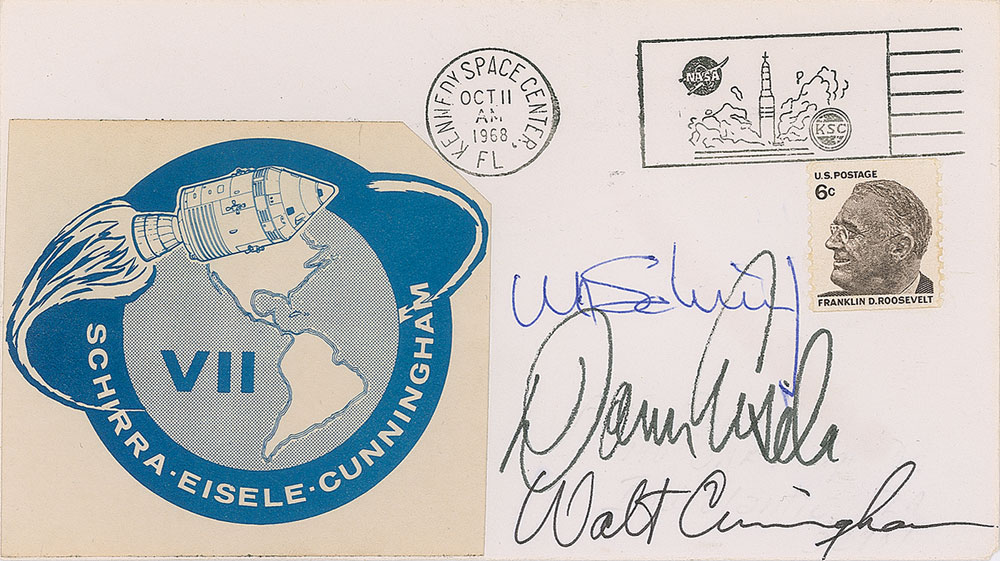 KENNEDY SPACE CENTER
OCT 11
AM
1968
FL
NASA
KSC
U.S. POSTAGE
6c
FRANKLIN D. ROOSEVELT
VII
SCHIRRA·EISELE·CUNNINGHAM
W Schirra
Donn Eisele
Walt Cunningham